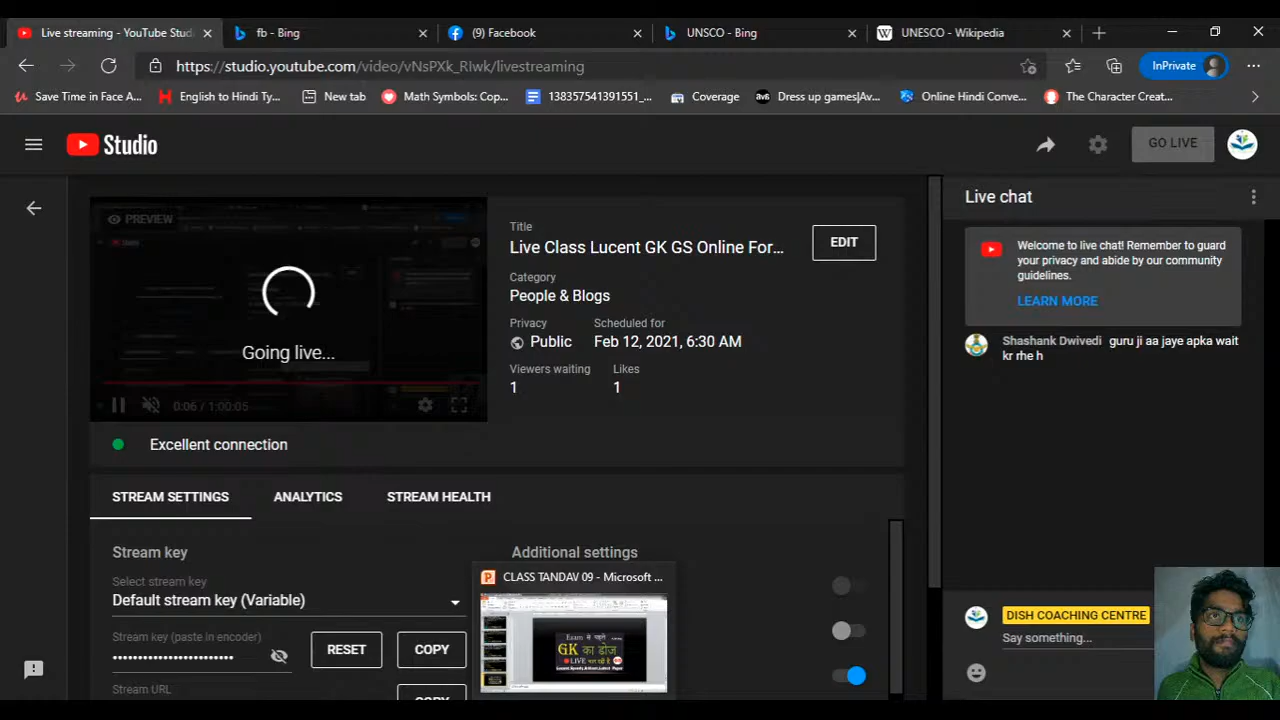 Live streaming - YouTube Studi
fb - Bing
(9) Facebook
UNSCO - Bing
UNESCO - Wikipedia
https://studio.youtube.com/video/vNsPXk_RIwk/livestreaming
InPrivate
Save Time in Face A...
English to Hindi Ty...
New tab
Math Symbols: Cop...
138357541391551_...
Coverage
Dress up games|Av...
Online Hindi Conve...
The Character Creat...
Studio
GO LIVE
PREVIEW
Going live...
0:06 / 1:00:05
Excellent connection
Title
Live Class Lucent GK GS Online For...
EDIT
Category
People & Blogs
Privacy
Public
Scheduled for
Feb 12, 2021, 6:30 AM
Viewers waiting
1
Likes
1
STREAM SETTINGS
ANALYTICS
STREAM HEALTH
Stream key
Select stream key
Default stream key (Variable)
Stream key (paste in encoder)
RESET
COPY
Stream URL
COPY
Additional settings
CLASS TANDAV 09 - Microsoft ...
Exam से पहले
GK का डोज
LIVE
Live chat
Welcome to live chat! Remember to guard
your privacy and abide by our community
guidelines.
LEARN MORE
Shashank Dwivedi guru ji aa jaye apka wait
kr rhe h
DISH COACHING CENTRE
Say something...